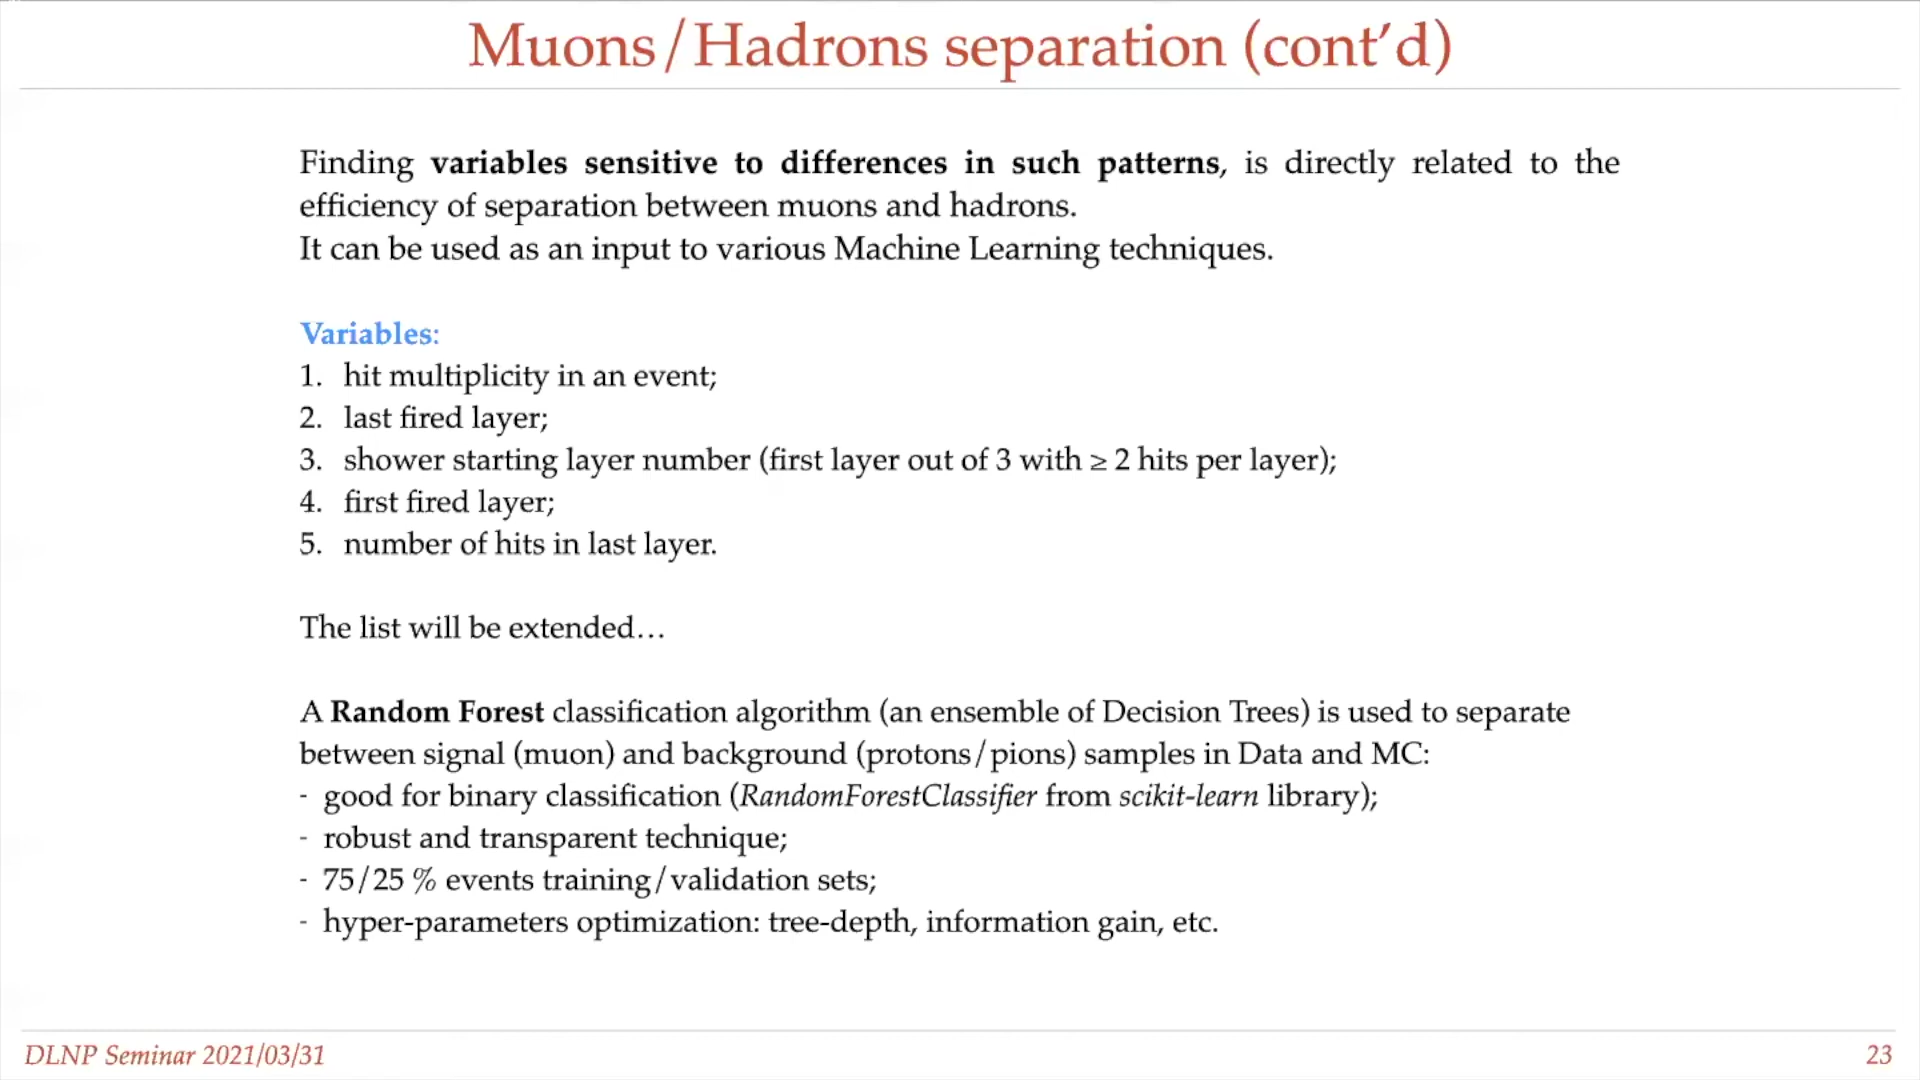 Muons/Hadrons separation (cont’d)
Finding variables sensitive to differences in such patterns, is directly related to the
efficiency of separation between muons and hadrons.
It can be used as an input to various Machine Learning techniques.
Variables:
1. hit multiplicity in an event;
2. last fired layer;
3. shower starting layer number (first layer out of 3 with ≥ 2 hits per layer);
4. first fired layer;
5. number of hits in last layer.
The list will be extended…
A Random Forest classification algorithm (an ensemble of Decision Trees) is used to separate
between signal (muon) and background (protons/pions) samples in Data and MC:
- good for binary classification (RandomForestClassifier from scikit-learn library);
- robust and transparent technique;
- 75/25 % events training/validation sets;
- hyper-parameters optimization: tree-depth, information gain, etc.
DLNP Seminar 2021/03/31
23